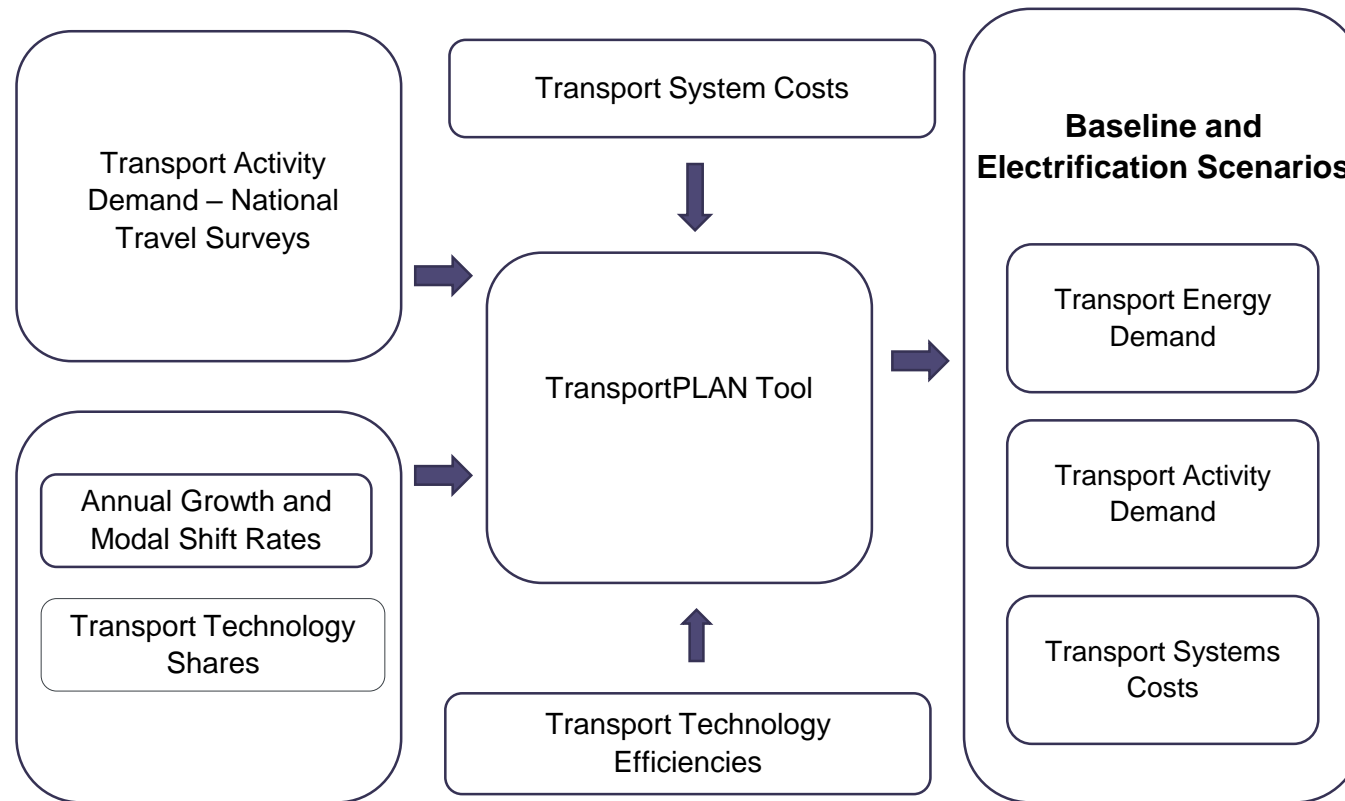 Transport Activity
Demand – National
Travel Surveys
Annual Growth and
Modal Shift Rates
Transport Technology
Shares
Transport System Costs
TransportPLAN Tool
Transport Technology
Efficiencies
Baseline and
Electrification Scenarios
Transport Energy
Demand
Transport Activity
Demand
Transport Systems
Costs